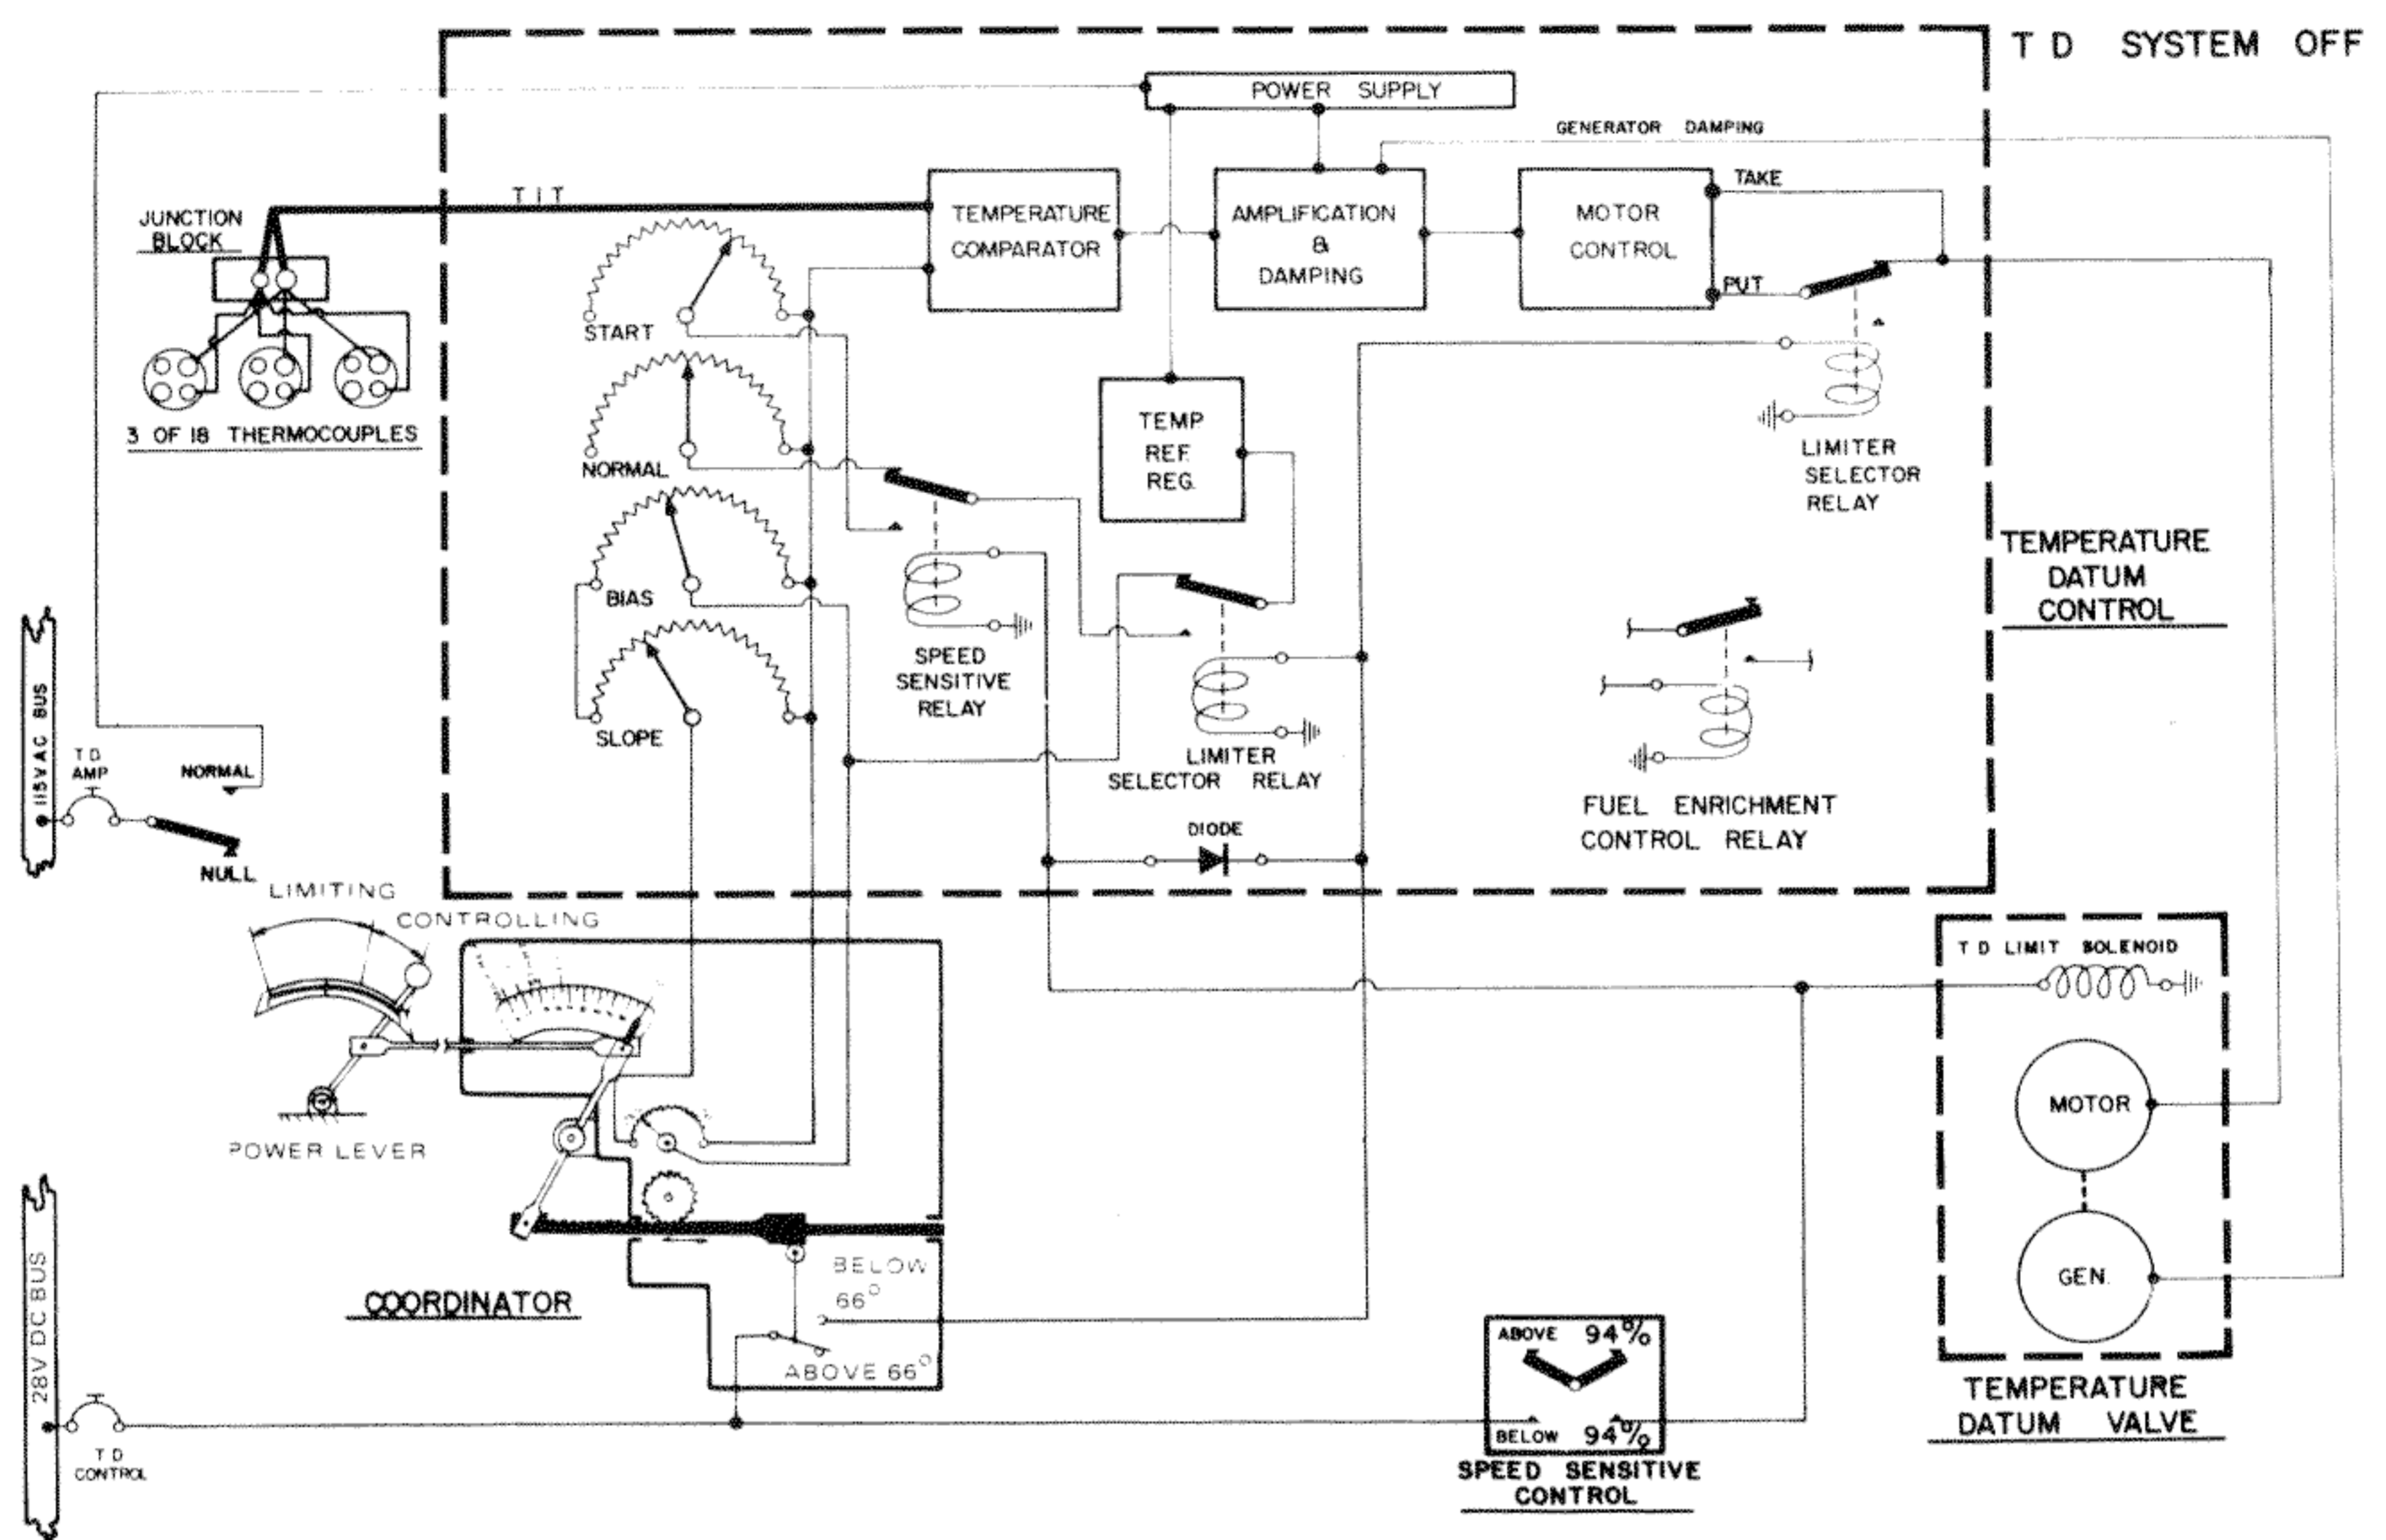 T D SYSTEM OFF
POWER SUPPLY
GENERATOR DAMPING
T I T
TAKE
JUNCTION
BLOCK
TEMPERATURE
COMPARATOR
AMPLIFICATION
&
DAMPING
MOTOR
CONTROL
PUT
START
3 OF 18 THERMOCOUPLES
NORMAL
TEMP
REF.
REG.
LIMITER
SELECTOR
RELAY
TEMPERATURE
DATUM
CONTROL
BIAS
SPEED
SENSITIVE
RELAY
SLOPE
LIMITER
SELECTOR RELAY
FUEL ENRICHMENT
CONTROL RELAY
DIODE
115V AC BUS
T D
AMP
NORMAL
NULL
LIMITING
CONTROLLING
POWER LEVER
T D LIMIT SOLENOID
MOTOR
GEN.
TEMPERATURE
DATUM VALVE
COORDINATOR
BELOW
66°
ABOVE 66°
28V DC BUS
T D
CONTROL
ABOVE 94%
BELOW 94%
SPEED SENSITIVE
CONTROL